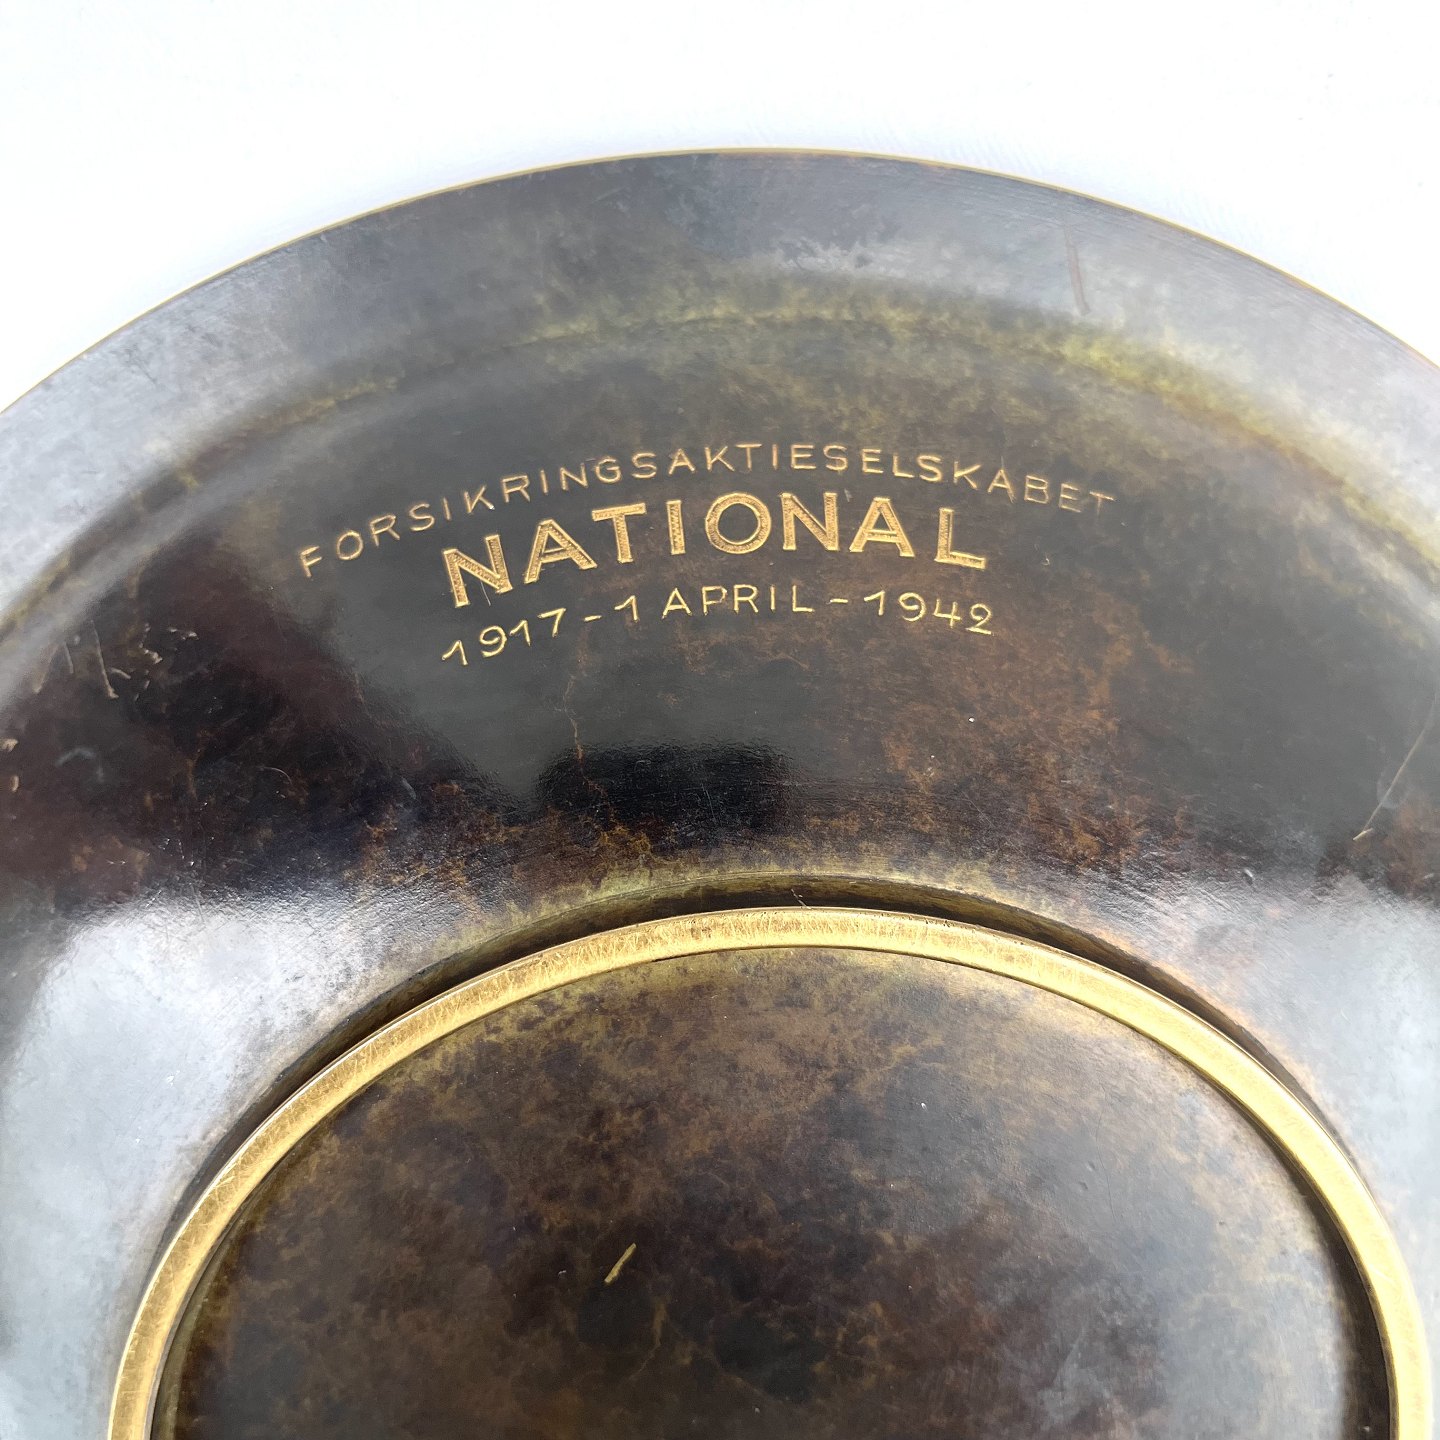 FORSIKRINGSAKTIESELSKABET
NATIONAL
1917-1 APRIL-1942